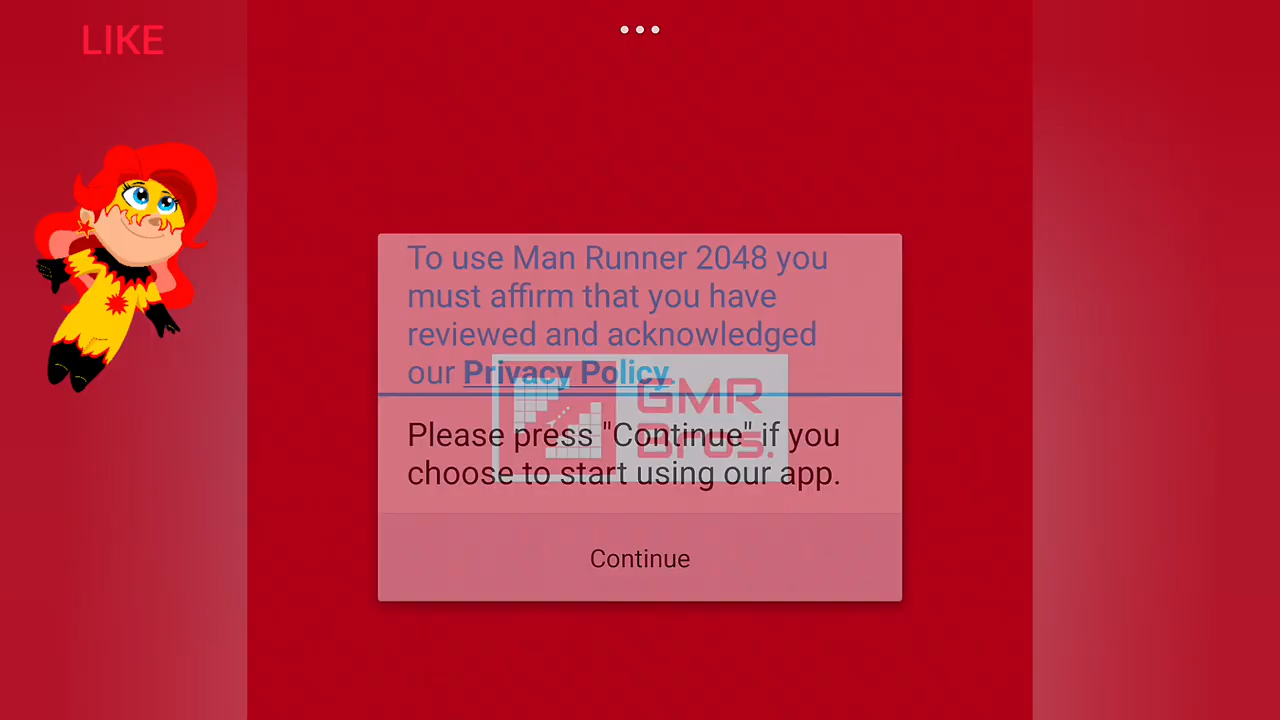 LIKE
To use Man Runner 2048 you
must affirm that you have
reviewed and acknowledged
our Privacy Policy.
GMR
Bros.
Please press "Continue" if you
choose to start using our app.
Continue